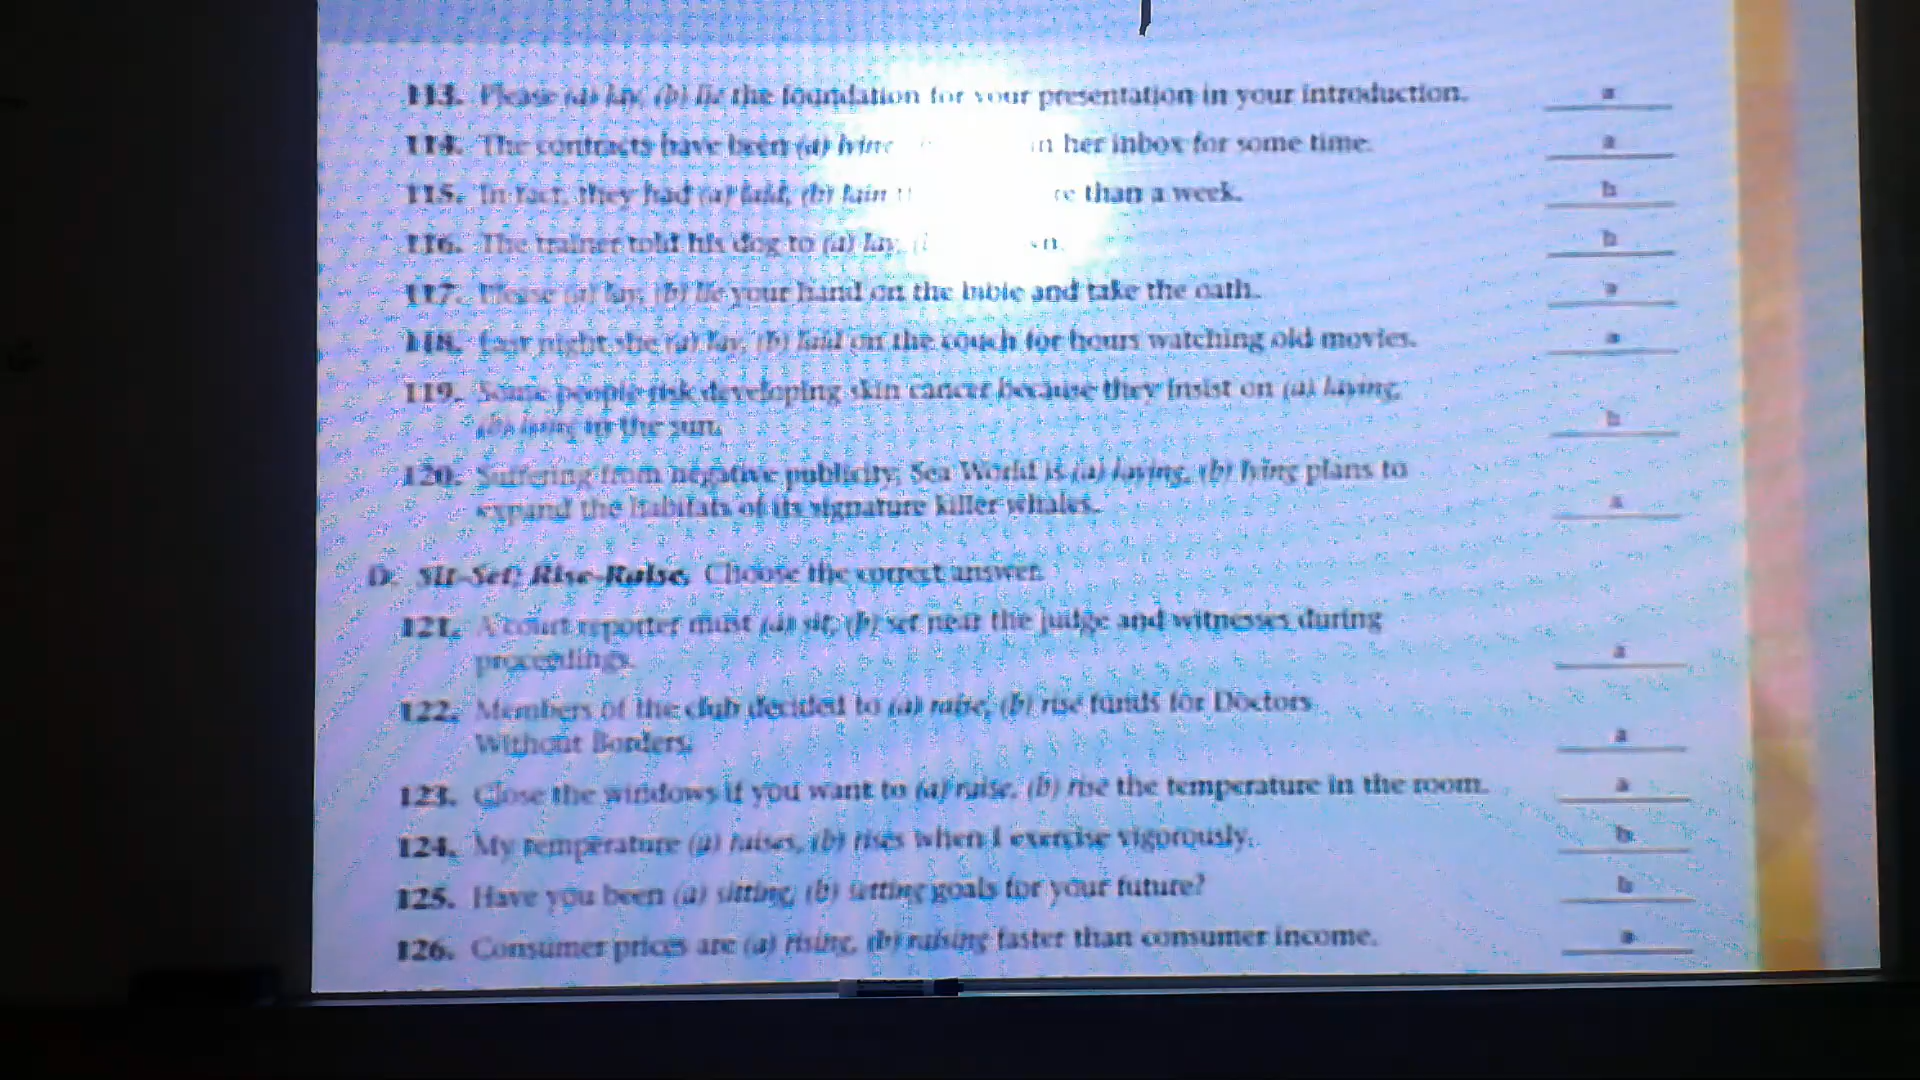 113. Please (a) lay, (b) lie the foundation for your presentation in your introduction. a
114. The contracts have been (a) lying in her inbox for some time. a
115. In fact, they had (a) laid, (b) lain than a week. b
116. The trainer told his dog to (a) lay, b
117. Please (a) lay, (b) lie your hand on the bible and take the oath. a
118. Last night she (a) lay, (b) laid on the couch for hours watching old movies. a
119. Some people risk developing skin cancer because they insist on (a) laying,
(b) lying in the sun. b
120. Suffering from negative publicity, Sea World is (a) laying, (b) lying plans to
expand the habitats of its signature killer whales. a
D. Sit-Set; Rise-Raise. Choose the correct answer.
121. A court reporter must (a) sit, (b) set near the judge and witnesses during
proceedings. a
122. Members of the club decided to (a) raise, (b) rise funds for Doctors
Without Borders. a
123. Close the windows if you want to (a) raise, (b) rise the temperature in the room. a
124. My temperature (a) raises, (b) rises when I exercise vigorously. b
125. Have you been (a) sitting, (b) setting goals for your future? b
126. Consumer prices are (a) rising, (b) raising faster than consumer income. a